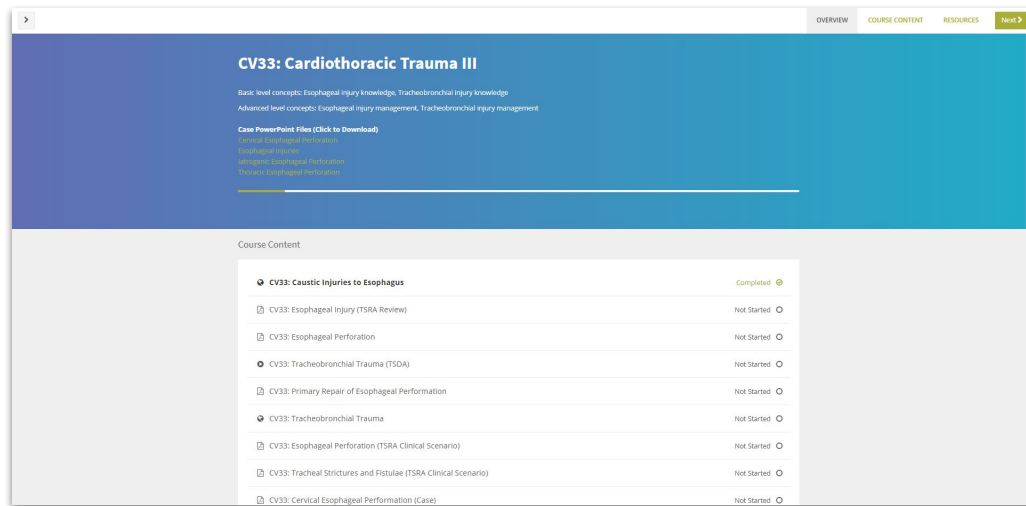 OVERVIEW
COURSE CONTENT
RESOURCES
Next
CV33: Cardiothoracic Trauma III
Basic level concepts: Esophageal injury knowledge, Tracheobronchial injury knowledge
Advanced level concepts: Esophageal injury management, Tracheobronchial injury management
Case PowerPoint Files (Click to Download)
Cervical Esophageal Perforation
Esophageal Injuries
Iatrogenic Esophageal Perforation
Thoracic Esophageal Perforation
Course Content
CV33: Caustic Injuries to Esophagus Completed
CV33: Esophageal Injury (TSRA Review) Not Started
CV33: Esophageal Perforation Not Started
CV33: Tracheobronchial Trauma (TSDA) Not Started
CV33: Primary Repair of Esophageal Performation Not Started
CV33: Tracheobronchial Trauma Not Started
CV33: Esophageal Perforation (TSRA Clinical Scenario) Not Started
CV33: Tracheal Strictures and Fistulae (TSRA Clinical Scenario) Not Started
CV33: Cervical Esophageal Performation (Case) Not Started